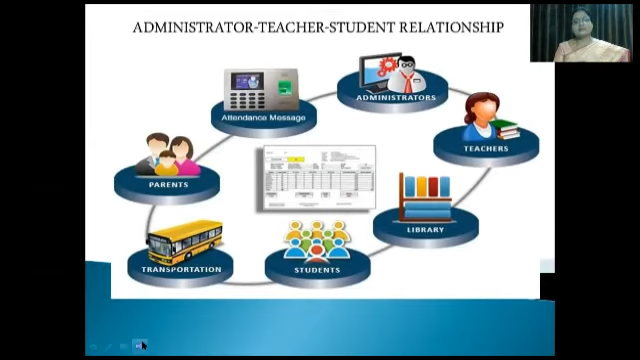 ADMINISTRATOR-TEACHER-STUDENT RELATIONSHIP
ADMINISTRATORS
Attendance Message
TEACHERS
PARENTS
LIBRARY
TRANSPORTATION
STUDENTS